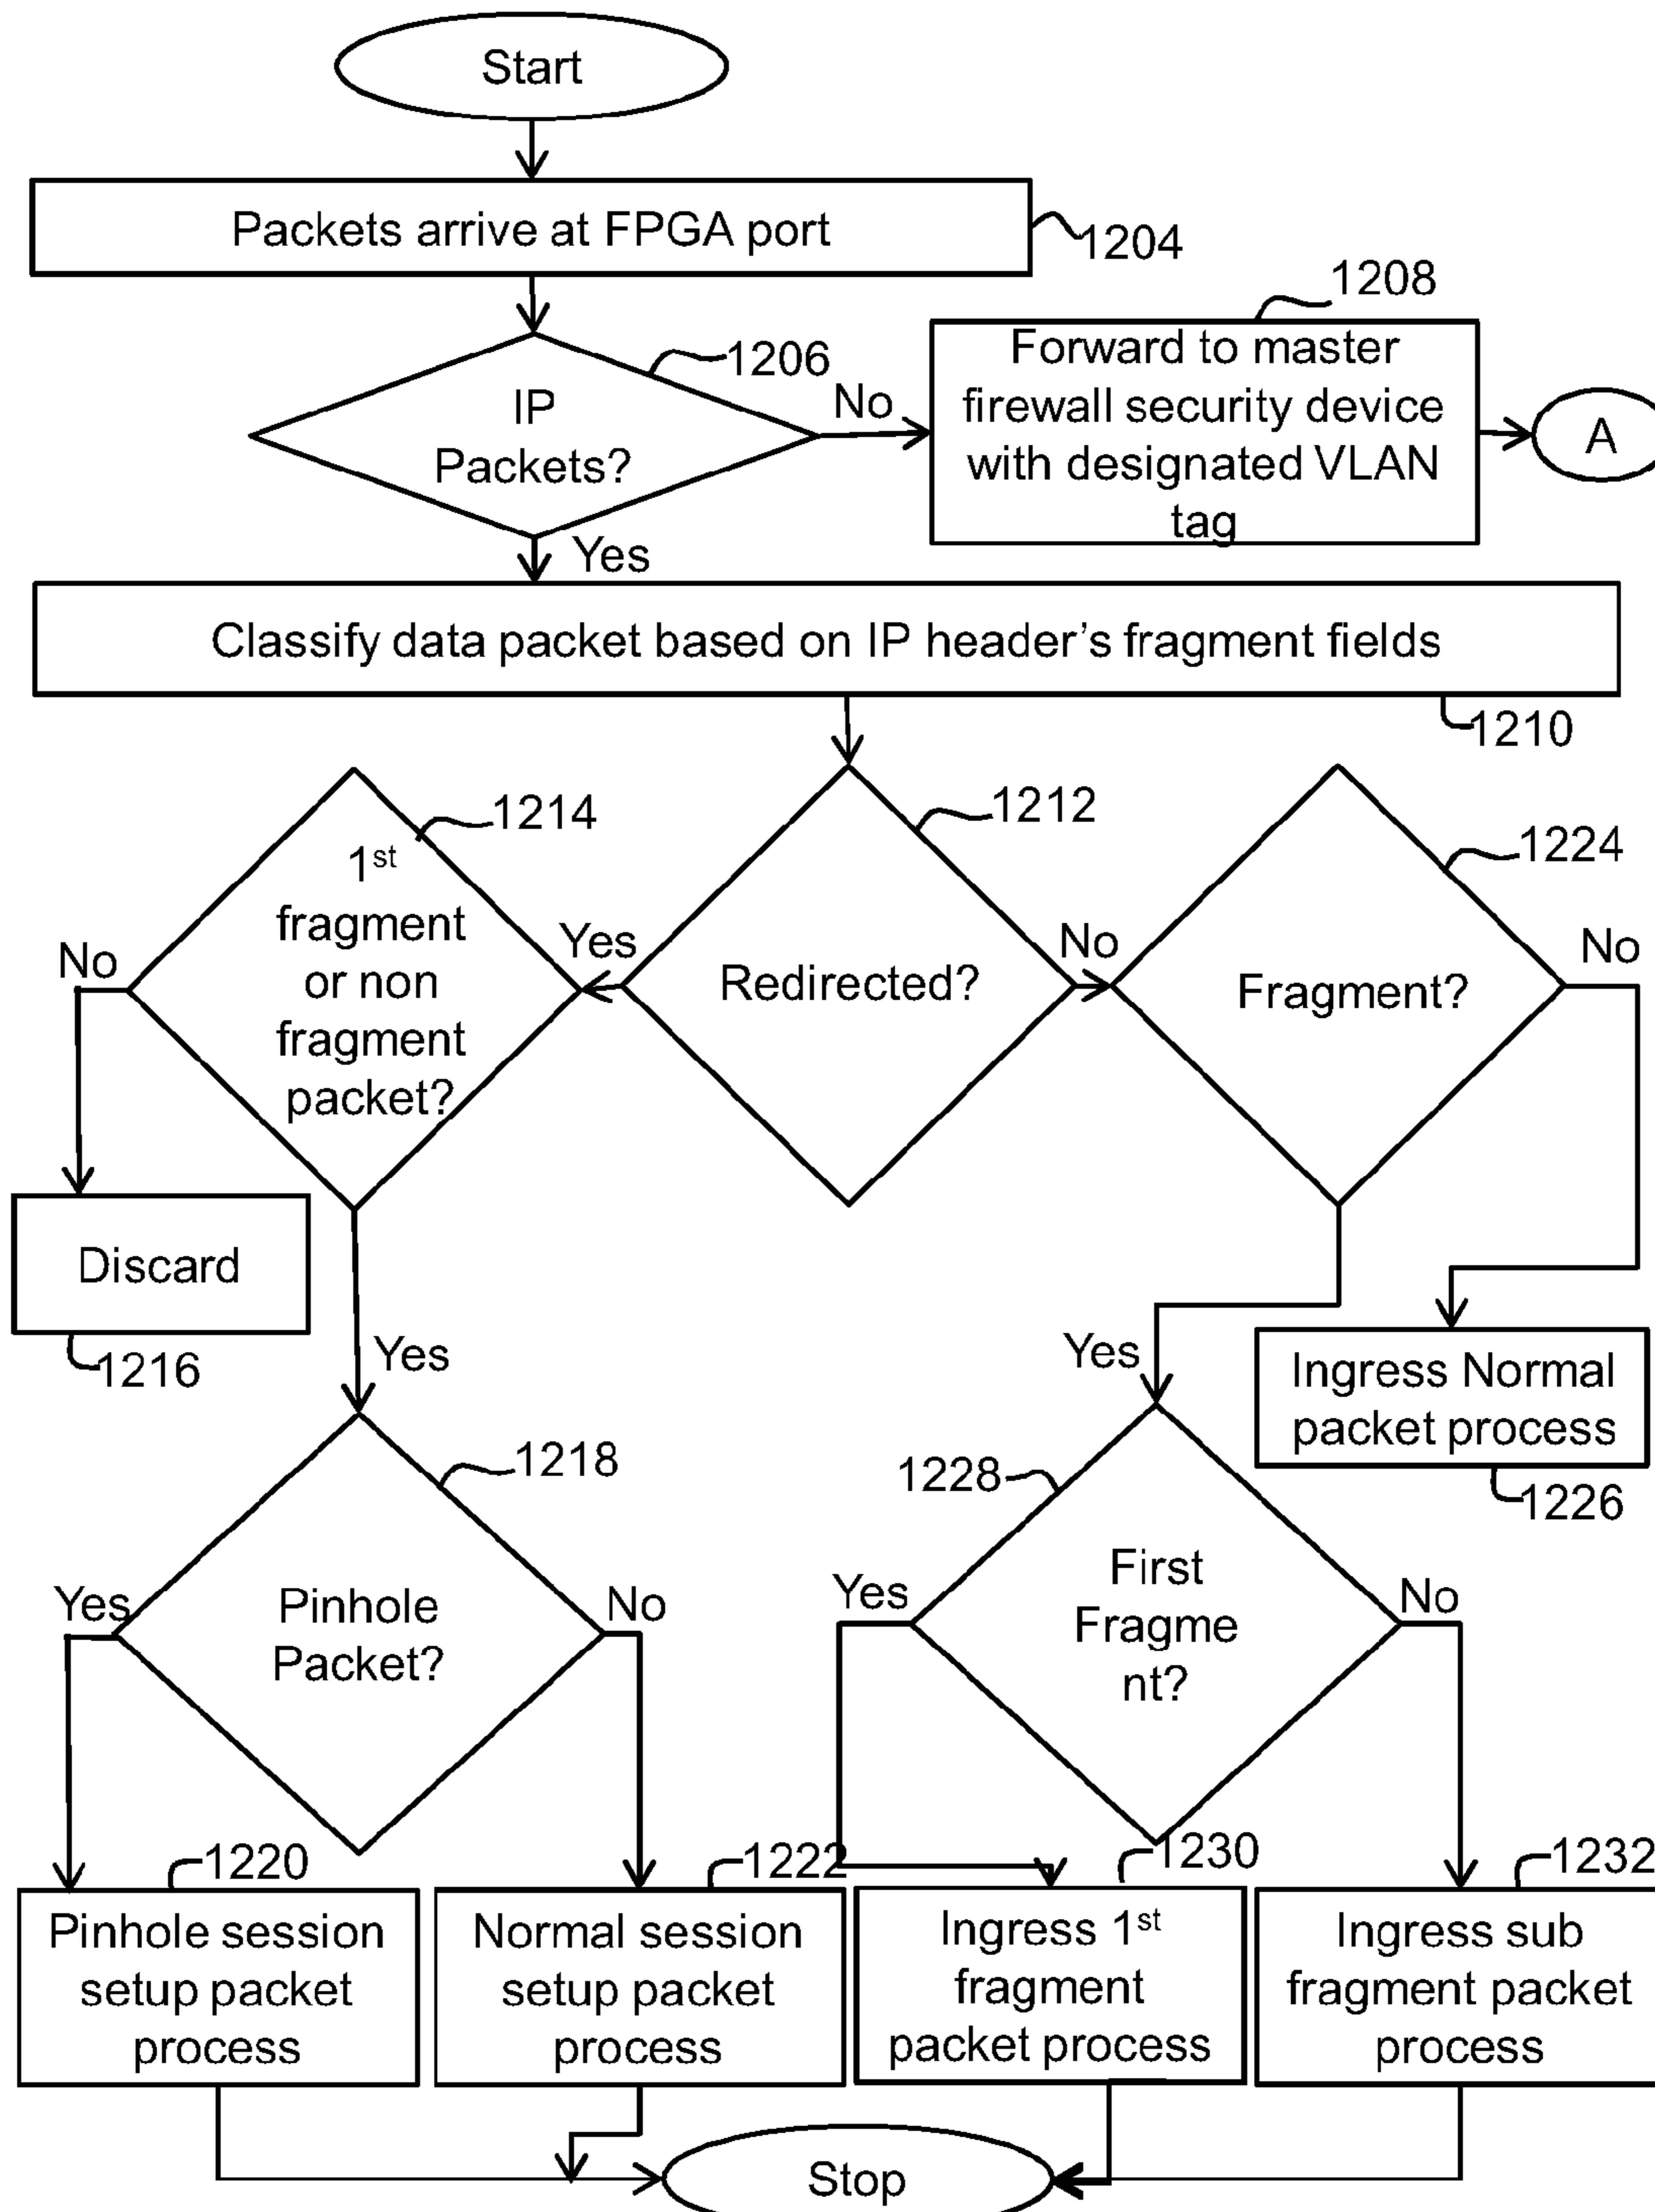 Start
Packets arrive at FPGA port
1204
1208
1206
IP
Packets?
No
Forward to master
firewall security device
with designated VLAN
tag
A
Yes
Classify data packet based on IP header's fragment fields
1210
1214
1212
1224
1st
fragment
or non
fragment
packet?
No
Yes
Redirected?
No
Fragment?
No
Discard
1216
Yes
Yes
Ingress Normal
packet process
1226
1218
1228
Yes
Pinhole
Packet?
No
Yes
First
Fragme
nt?
No
1220
1222
1230
1232
Pinhole session
setup packet
process
Normal session
setup packet
process
Ingress 1st
fragment
packet process
Ingress sub
fragment packet
process
Stop